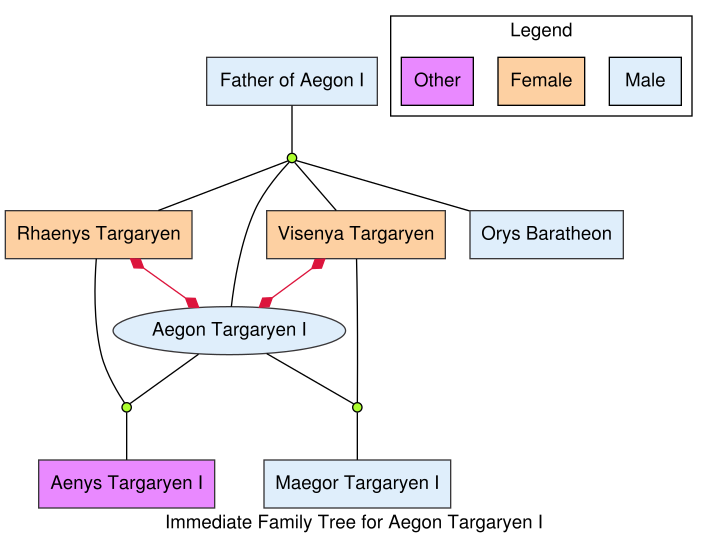 Legend
Father of Aegon I
Other
Female
Male
Rhaenys Targaryen
Visenya Targaryen
Orys Baratheon
Aegon Targaryen I
Aenys Targaryen I
Maegor Targaryen I
Immediate Family Tree for Aegon Targaryen I